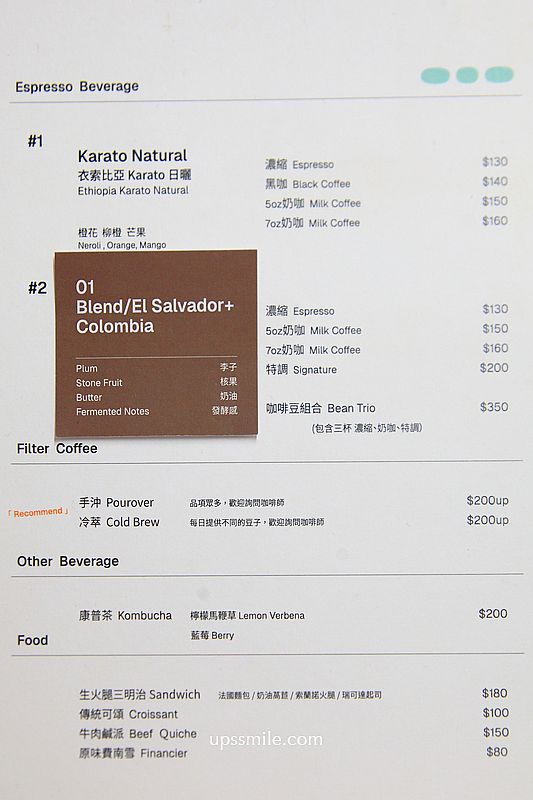 Espresso Beverage
#1
Karato Natural
衣索比亞 Karato 日曬
Ethiopia Karato Natural
橙花 柳橙 芒果
Neroli , Orange, Mango
濃縮 Espresso $130
黑咖 Black Coffee $140
5oz奶咖 Milk Coffee $150
7oz奶咖 Milk Coffee $160
#2
01
Blend/El Salvador+
Colombia
Plum 李子
Stone Fruit 核果
Butter 奶油
Fermented Notes 發酵感
濃縮 Espresso $130
5oz奶咖 Milk Coffee $150
7oz奶咖 Milk Coffee $160
特調 Signature $200
咖啡豆組合 Bean Trio $350
(包含三杯 濃縮、奶咖、特調)
Filter Coffee
「 Recommend 」
手沖 Pourover 品項眾多，歡迎詢問咖啡師 $200up
冷萃 Cold Brew 每日提供不同的豆子，歡迎詢問咖啡師 $200up
Other Beverage
康普茶 Kombucha 檸檬馬鞭草 Lemon Verbena $200
藍莓 Berry
Food
生火腿三明治 Sandwich 法國麵包 / 奶油萵苣 / 索蘭諾火腿 / 瑞可達起司 $180
傳統可頌 Croissant $100
牛肉鹹派 Beef Quiche $150
原味費南雪 Financier $80
upssmile.com